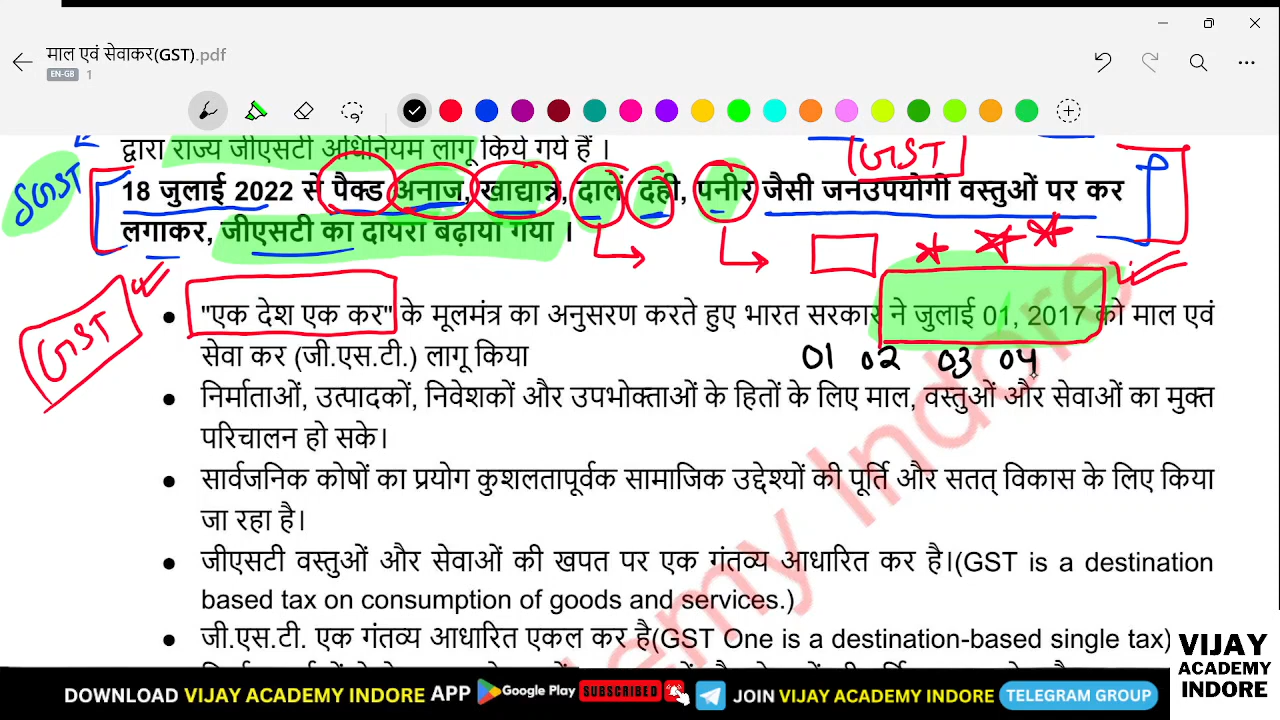 माल एवं सेवाकर(GST).pdf
EN-GB 1
द्वारा राज्य जीएसटी अधिनियम लागू किये गये हैं ।
GST
SGST
18 जुलाई 2022 से पैक्ड अनाज, खाद्यान्न, दालें दही, पनीर जैसी जनउपयोगी वस्तुओं पर कर
लगाकर, जीएसटी का दायरा बढ़ाया गया ।
GST
"एक देश एक कर" के मूलमंत्र का अनुसरण करते हुए भारत सरकार ने जुलाई 01, 2017 को माल एवं
सेवा कर (जी.एस.टी.) लागू किया
01 02 03 04
निर्माताओं, उत्पादकों, निवेशकों और उपभोक्ताओं के हितों के लिए माल, वस्तुओं और सेवाओं का मुक्त
परिचालन हो सके।
सार्वजनिक कोषों का प्रयोग कुशलतापूर्वक सामाजिक उद्देश्यों की पूर्ति और सतत् विकास के लिए किया
जा रहा है।
जीएसटी वस्तुओं और सेवाओं की खपत पर एक गंतव्य आधारित कर है।(GST is a destination
based tax on consumption of goods and services.)
जी.एस.टी. एक गंतव्य आधारित एकल कर है(GST One is a destination-based single tax)
emy Indore
VIJAY
ACADEMY
INDORE
DOWNLOAD VIJAY ACADEMY INDORE APP Google Play SUBSCRIBED JOIN VIJAY ACADEMY INDORE TELEGRAM GROUP